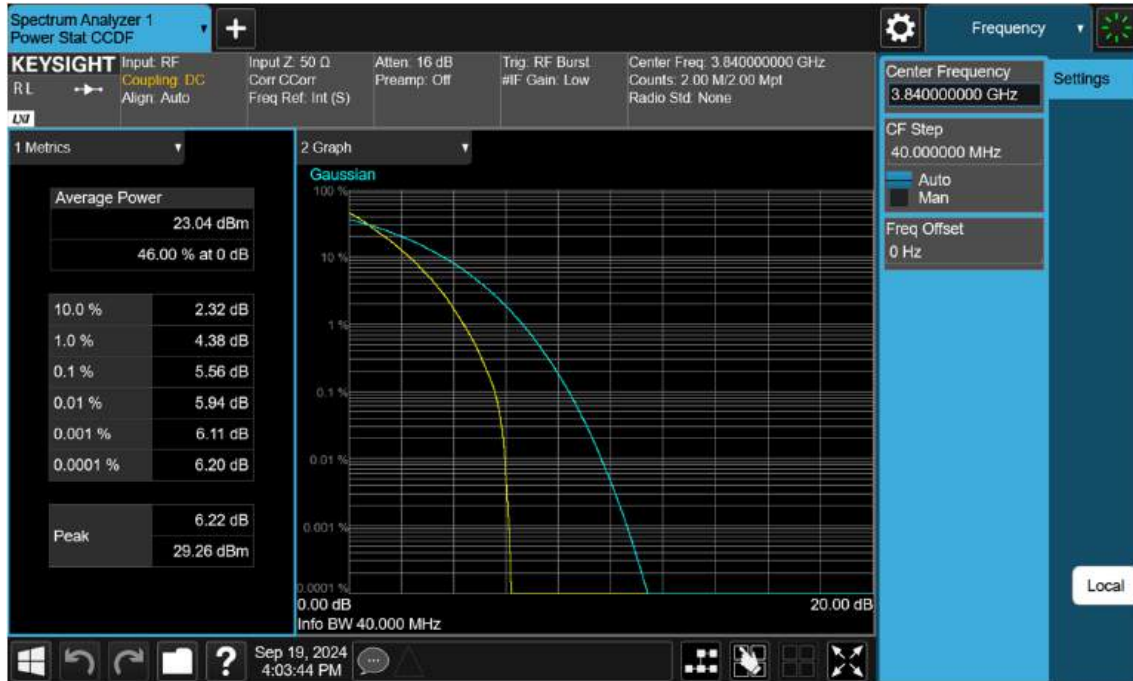 Spectrum Analyzer 1
Power Stat CCDF
Frequency
KEYSIGHT
RL
LXI
Input: RF
Coupling: DC
Align: Auto
Input Z: 50 Ω
Corr CCorr
Freq Ref: Int (S)
Atten: 16 dB
Preamp: Off
Trig: RF Burst
#IF Gain: Low
Center Freq: 3.840000000 GHz
Counts: 2.00 M/2.00 Mpt
Radio Std: None
Center Frequency
3.840000000 GHz
Settings
CF Step
40.000000 MHz
Auto
Man
Freq Offset
0 Hz
1 Metrics
Average Power
23.04 dBm
46.00 % at 0 dB
10.0 % 2.32 dB
1.0 % 4.38 dB
0.1 % 5.56 dB
0.01 % 5.94 dB
0.001 % 6.11 dB
0.0001 % 6.20 dB
Peak
6.22 dB
29.26 dBm
2 Graph
Gaussian
100 %
10 %
1 %
0.1 %
0.01 %
0.001 %
0.0001 %
0.00 dB 20.00 dB
Info BW 40.000 MHz
Local
?
Sep 19, 2024
4:03:44 PM